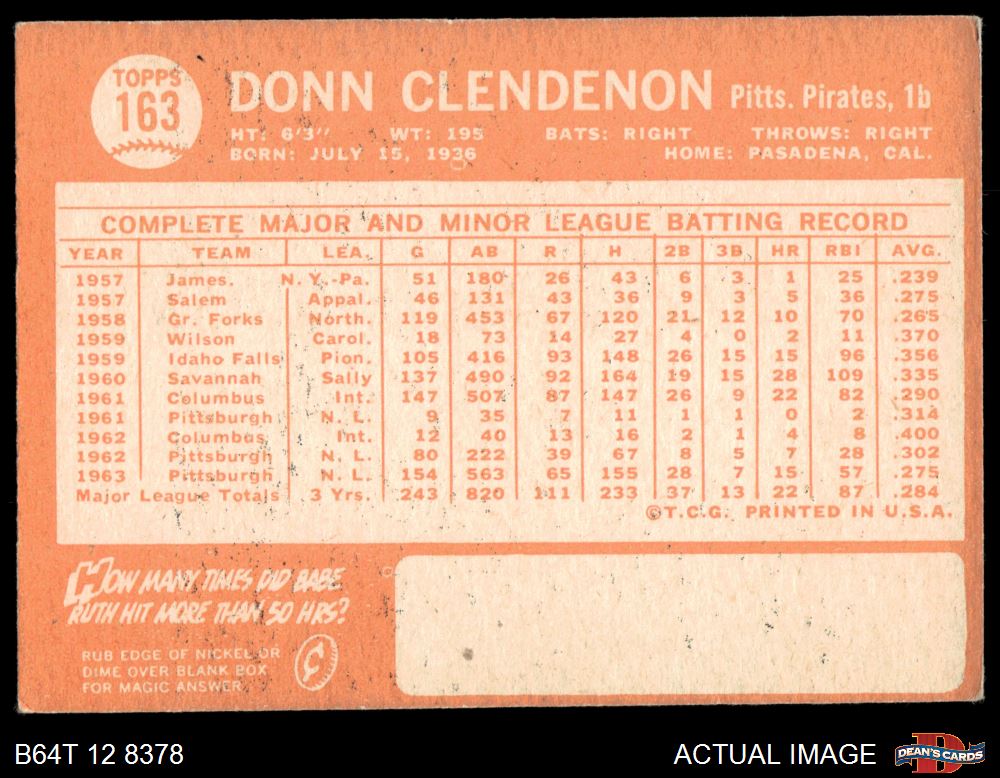 TOPPS
163
DONN CLENDENON Pitts. Pirates, 1b
HT: 6'3" WT: 195 BATS: RIGHT THROWS: RIGHT
BORN: JULY 15, 1936 HOME: PASADENA, CAL.
COMPLETE MAJOR AND MINOR LEAGUE BATTING RECORD
YEAR TEAM LEA. G AB R H 2B 3B HR RBI AVG.
1957 James. N. Y.-Pa. 51 180 26 43 6 3 1 25 .239
1957 Salem Appal. 46 131 43 36 9 3 5 36 .275
1958 Gr. Forks North. 119 453 67 120 21 12 10 70 .265
1959 Wilson Carol. 18 73 14 27 4 0 2 11 .370
1959 Idaho Falls Pion. 105 416 93 148 26 15 15 96 .356
1960 Savannah Sally 137 490 92 164 19 15 28 109 .335
1961 Columbus Int. 147 507 87 147 26 9 22 82 .290
1961 Pittsburgh N. L. 9 35 7 11 1 1 0 2 .314
1962 Columbus Int. 12 40 13 16 2 1 4 8 .400
1962 Pittsburgh N. L. 80 222 39 67 8 5 7 28 .302
1963 Pittsburgh N. L. 154 563 65 155 28 7 15 57 .275
Major League Totals 3 Yrs. 243 820 111 233 37 13 22 87 .284
©T.C.G. PRINTED IN U.S.A.
HOW MANY TIMES DID BABE
RUTH HIT MORE THAN 50 HRS?
RUB EDGE OF NICKEL OR
DIME OVER BLANK BOX
FOR MAGIC ANSWER.
B64T 12 8378 ACTUAL IMAGE DEAN'S CARDS